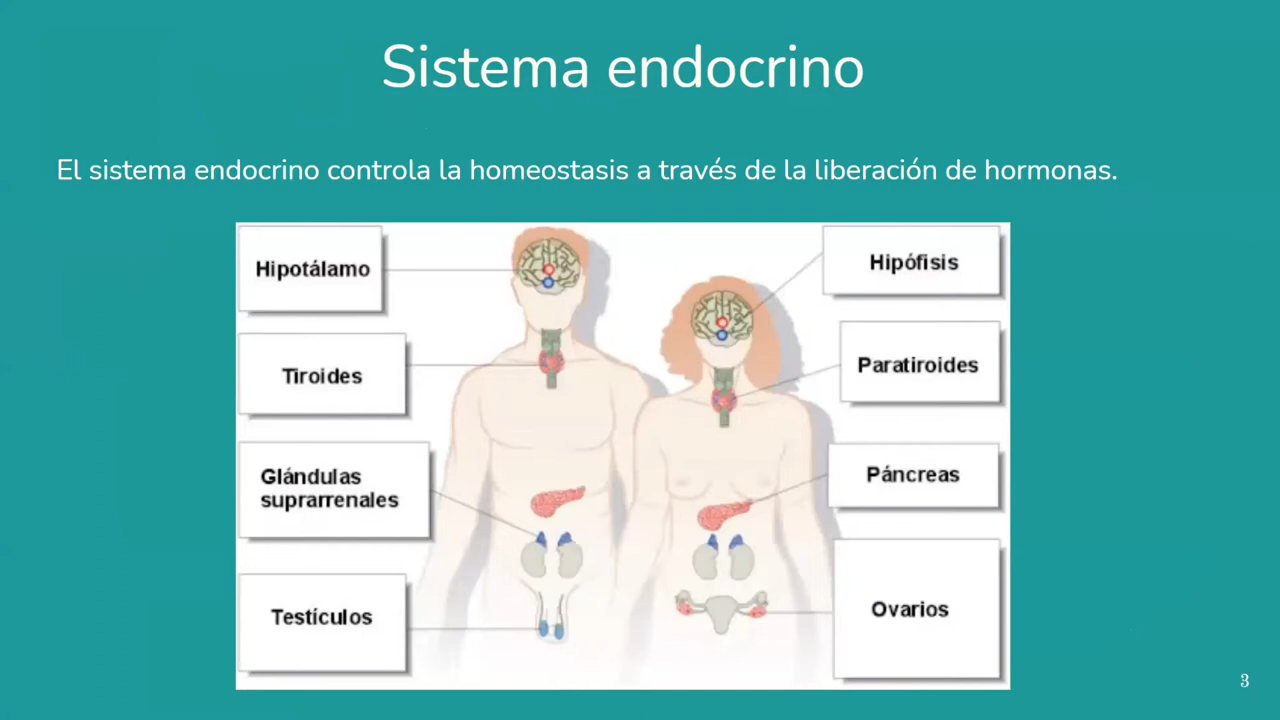 Sistema endocrino
El sistema endocrino controla la homeostasis a través de la liberación de hormonas.
Hipotálamo
Hipófisis
Tiroides
Paratiroides
Glándulas
suprarrenales
Páncreas
Testículos
Ovarios
3